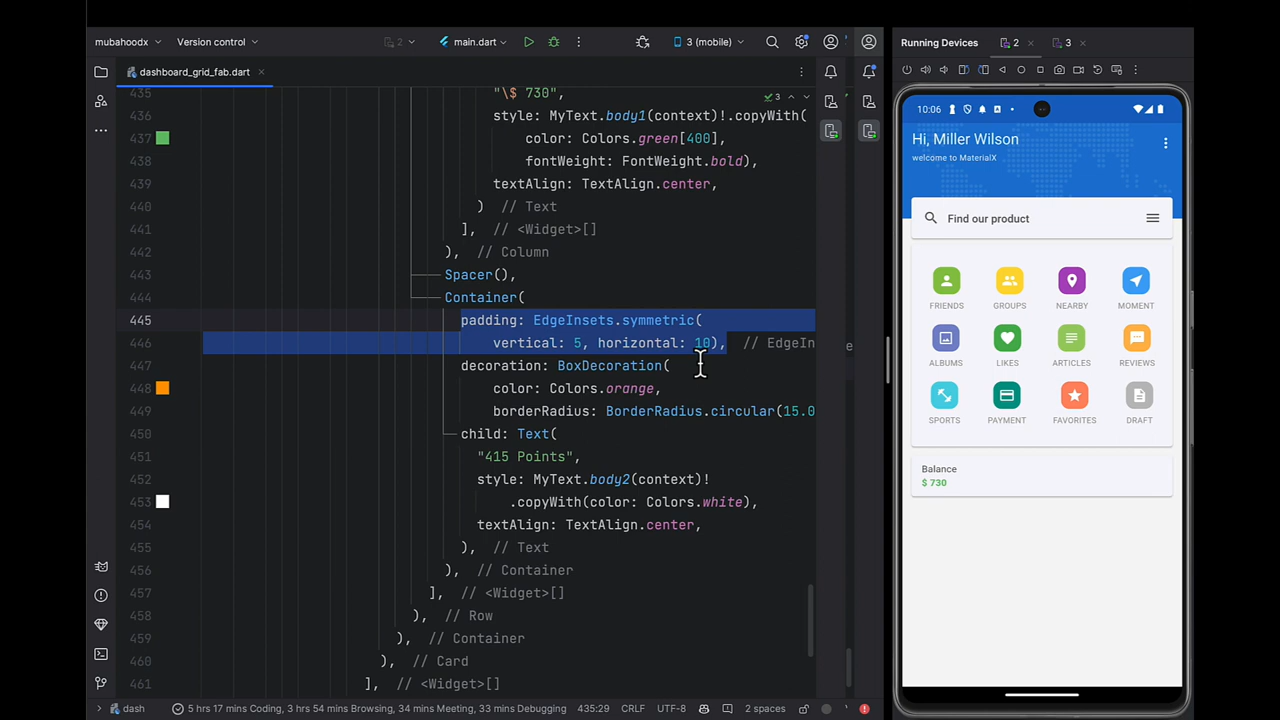 mubahoodx
Version control
2
main.dart
3 (mobile)
Running Devices
2
3
dashboard_grid_fab.dart
3
435 "\$ 730",
436 style: MyText.body1(context)!.copyWith(
437 color: Colors.green[400],
438 fontWeight: FontWeight.bold),
439 textAlign: TextAlign.center,
440 ) // Text
441 ], // <Widget>[]
442 ), // Column
443 Spacer(),
444 Container(
445 padding: EdgeInsets.symmetric(
446 vertical: 5, horizontal: 10), // EdgeIn
447 decoration: BoxDecoration(
448 color: Colors.orange,
449 borderRadius: BorderRadius.circular(15.0
450 child: Text(
451 "415 Points",
452 style: MyText.body2(context)!
453 .copyWith(color: Colors.white),
454 textAlign: TextAlign.center,
455 ), // Text
456 ), // Container
457 ], // <Widget>[]
458 ), // Row
459 ), // Container
460 ), // Card
461 ], // <Widget>[]
e
dash
5 hrs 17 mins Coding, 3 hrs 54 mins Browsing, 34 mins Meeting, 33 mins Debugging
435:29
CRLF
UTF-8
2 spaces
10:06
Hi, Miller Wilson
welcome to MaterialX
Find our product
FRIENDS
GROUPS
NEARBY
MOMENT
ALBUMS
LIKES
ARTICLES
REVIEWS
SPORTS
PAYMENT
FAVORITES
DRAFT
Balance
$ 730